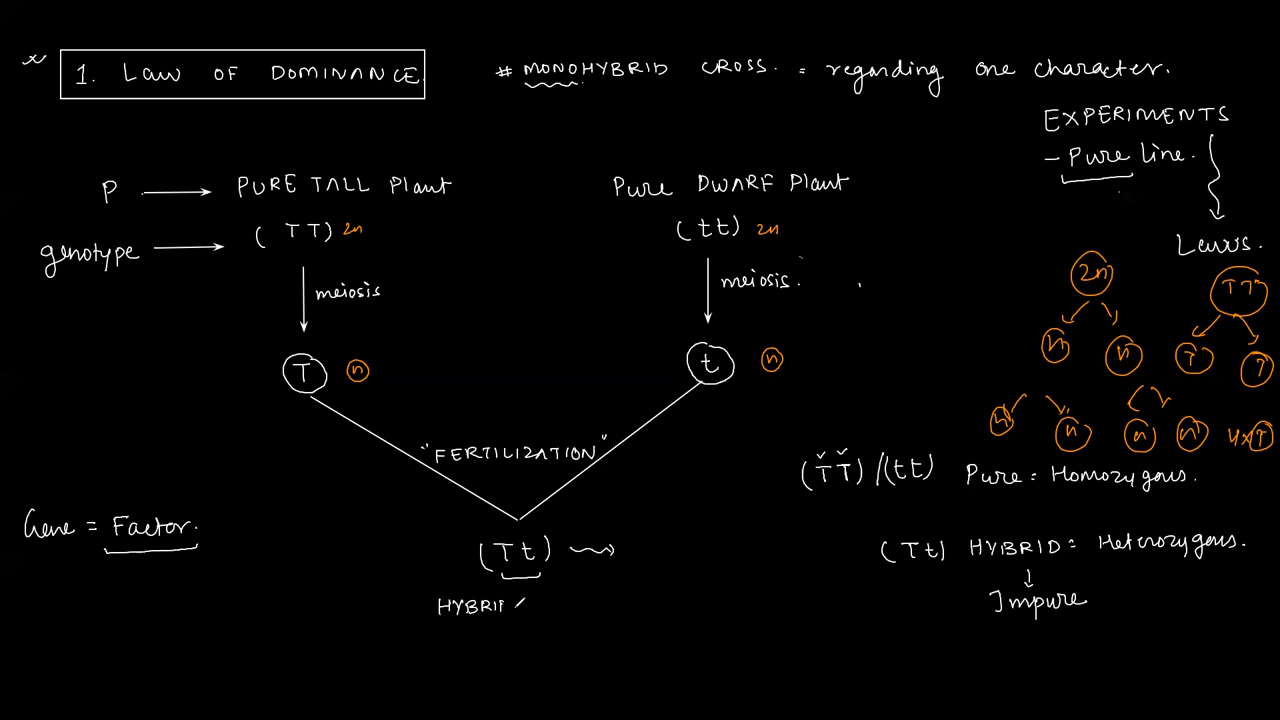 1. LAW OF DOMINANCE
# MONOHYBRID CROSS. = regarding one character.
EXPERIMENTS
- Pure line.
Laws.
P → PURE TALL Plant
Pure DWARF Plant
genotype → (TT) 2n
(tt) 2n
meiosis
meiosis.
2n
TT
n n
T T
T n
t n
n n n n 4xT
"FERTILIZATION"
(TT)/(tt) Pure = Homozygous.
Gene = Factor.
(Tt)
(Tt) HYBRID = Heterozygous.
↓
Impure